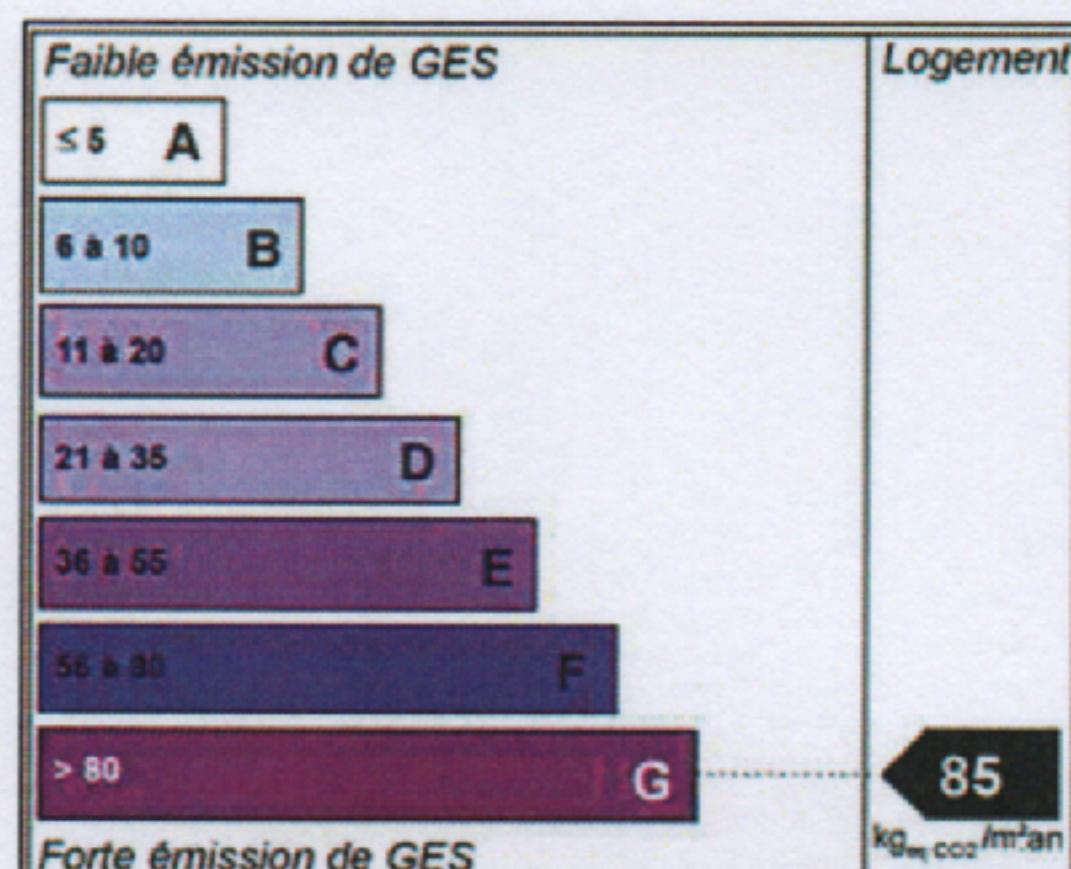 Faible émission de GES
Logement
≤ 5 A
6 à 10 B
11 à 20 C
21 à 35 D
36 à 55 E
56 à 80 F
> 80 G
85
kgeq CO2/m².an
Forte émission de GES